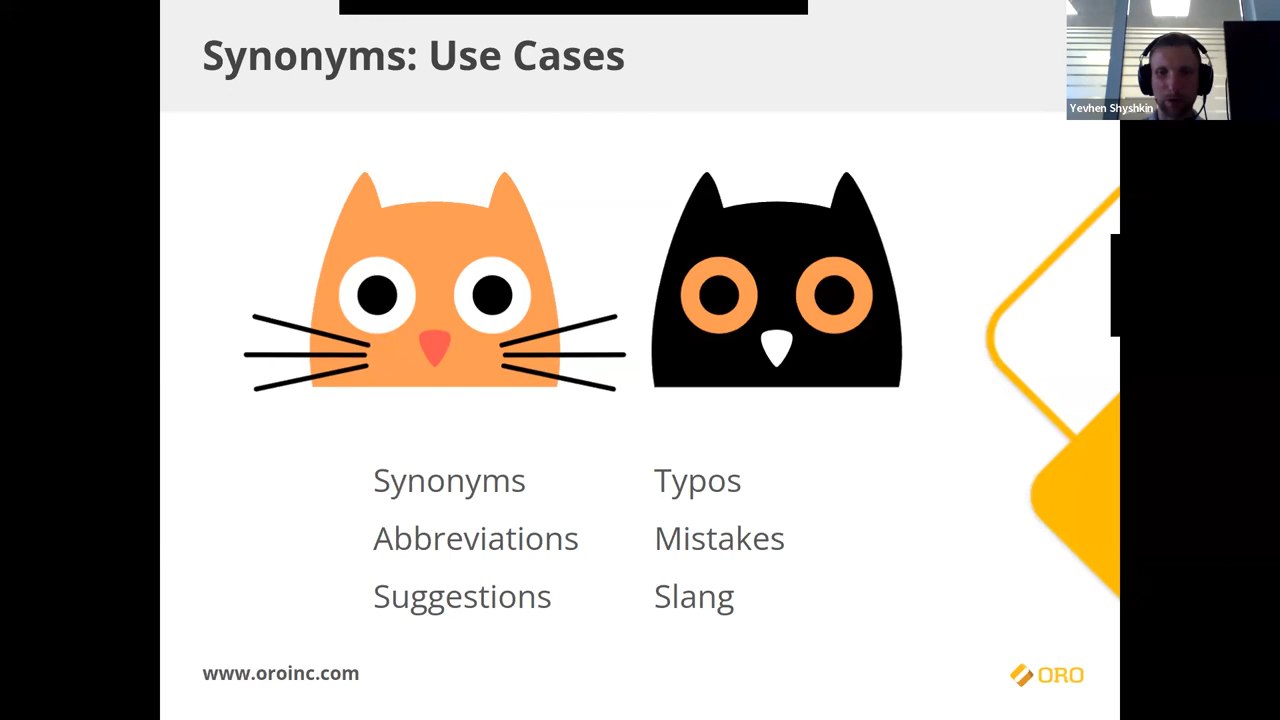 Synonyms: Use Cases
Yevhen Shyshkin
Synonyms
Abbreviations
Suggestions
Typos
Mistakes
Slang
www.oroinc.com
ORO